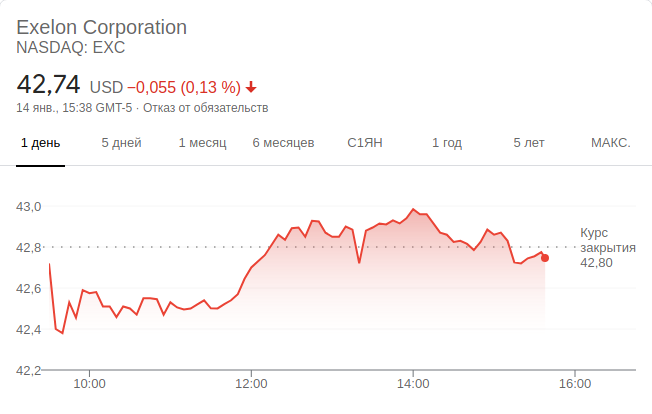 Exelon Corporation
NASDAQ: EXC
42,74 USD −0,055 (0,13 %)
14 янв., 15:38 GMT-5 · Отказ от обязательств
1 день 5 дней 1 месяц 6 месяцев С1ЯН 1 год 5 лет МАКС.
43,0
42,8
42,6
42,4
42,2
Курс
закрытия
42,80
10:00 12:00 14:00 16:00